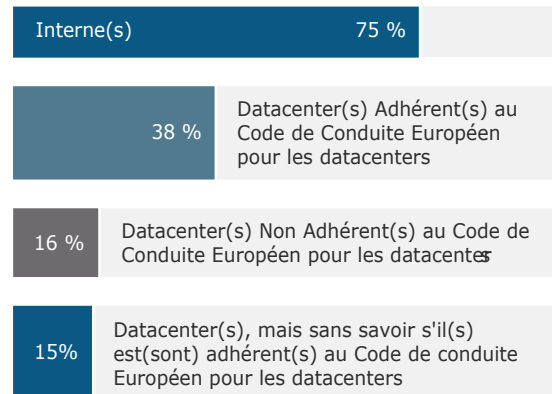 Interne(s) 75 %
38 %
Datacenter(s) Adhérent(s) au
Code de Conduite Européen
pour les datacenters
16 %
Datacenter(s) Non Adhérent(s) au Code de
Conduite Européen pour les datacenters
15%
Datacenter(s), mais sans savoir s'il(s)
est(sont) adhérent(s) au Code de conduite
Européen pour les datacenters